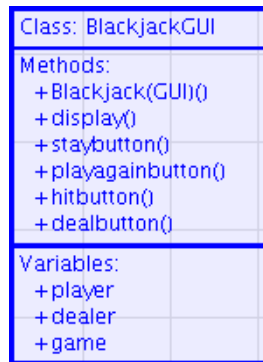 Class: BlackjackGUI
Methods:
+Blackjack(GUI)()
+display()
+staybutton()
+playagainbutton()
+hitbutton()
+dealbutton()
Variables:
+player
+dealer
+game